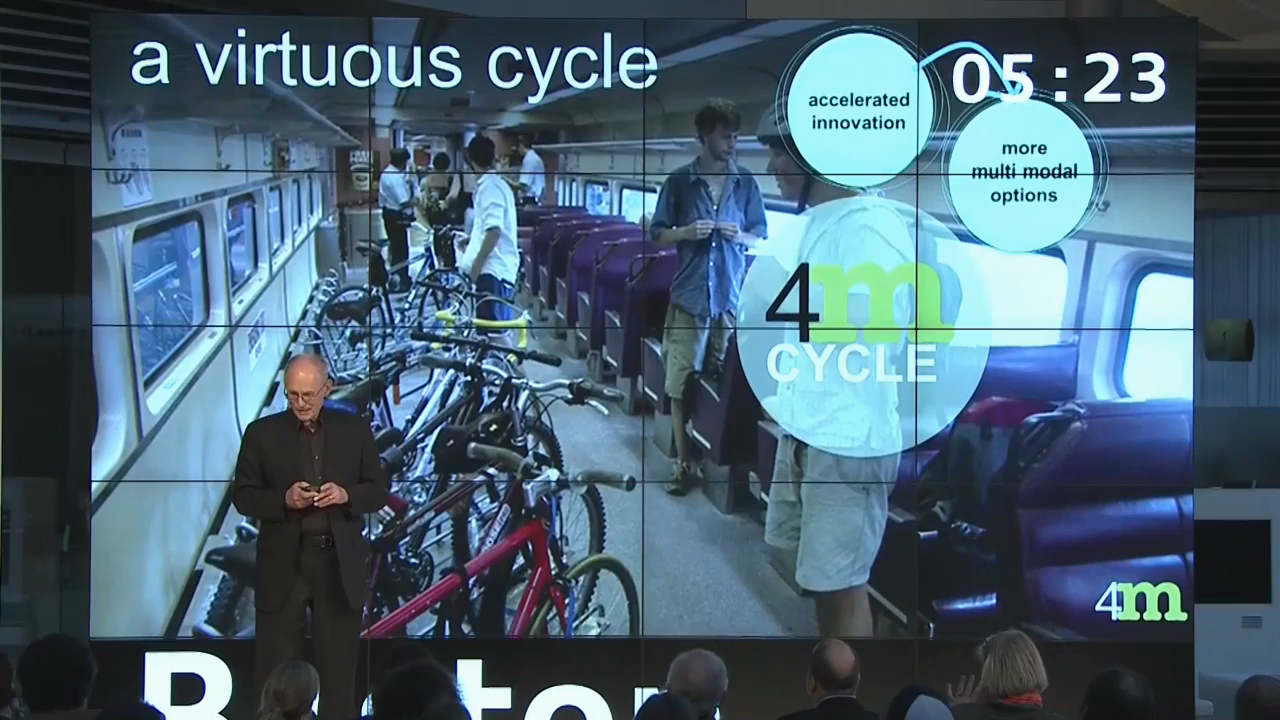 a virtuous cycle
05:23
accelerated
innovation
more
multi modal
options
4m
CYCLE
4m